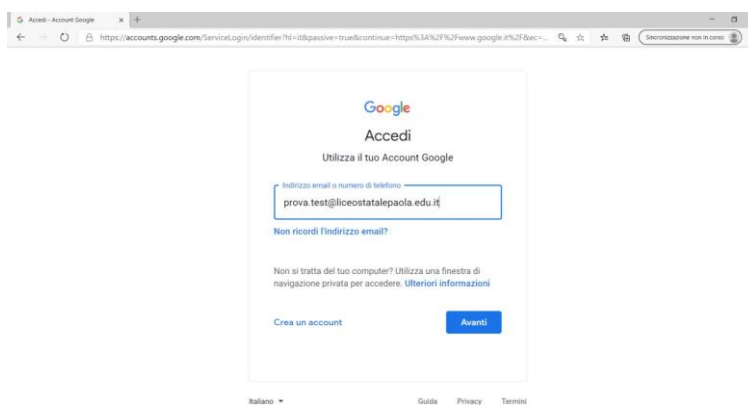 Accedi - Account Google
https://accounts.google.com/ServiceLogin/identifier?hl=it&passive=true&continue=https%3A%2F%2Fwww.google.it%2F&ec=...
Sincronizzazione non in corso
Google
Accedi
Utilizza il tuo Account Google
Indirizzo email o numero di telefono
prova.test@liceostatalepaola.edu.it
Non ricordi l'indirizzo email?
Non si tratta del tuo computer? Utilizza una finestra di
navigazione privata per accedere. Ulteriori informazioni
Crea un account
Avanti
Italiano
Guida
Privacy
Termini